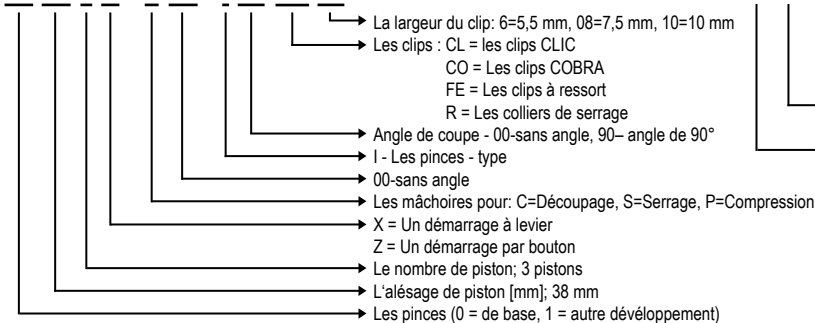 La largeur du clip: 6=5,5 mm, 08=7,5 mm, 10=10 mm
Les clips : CL = les clips CLIC
CO = Les clips COBRA
FE = Les clips à ressort
R = Les colliers de serrage
Angle de coupe - 00-sans angle, 90– angle de 90°
I - Les pinces - type
00-sans angle
Les mâchoires pour: C=Découpage, S=Serrage, P=Compression
X = Un démarrage à levier
Z = Un démarrage par bouton
Le nombre de piston; 3 pistons
L'alésage de piston [mm]; 38 mm
Les pinces (0 = de base, 1 = autre dévéloppement)